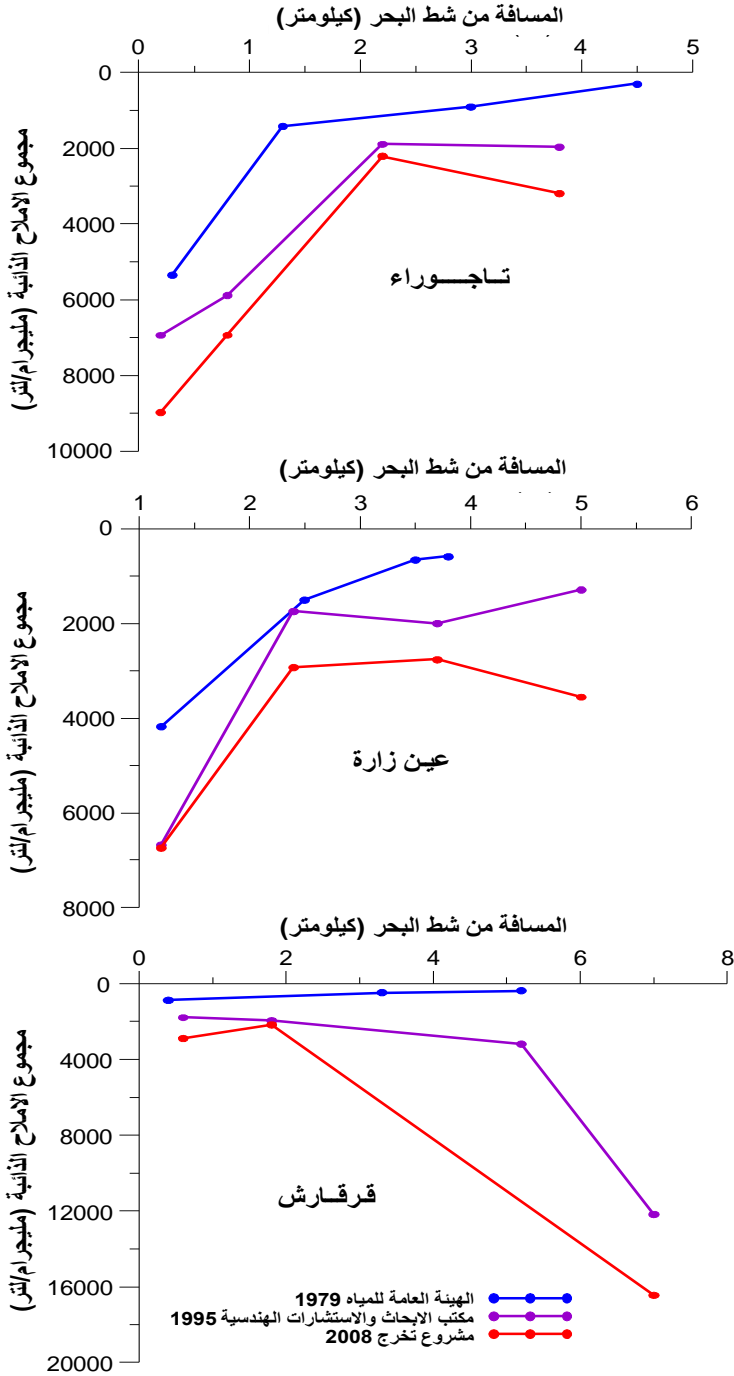 المسافة من شط البحر (كيلومتر)
0 1 2 3 4 5
مجموع الاملاح الذائبة (مليجرام/لتر)
0
2000
4000
6000
8000
10000
تـاجـــــوراء
المسافة من شط البحر (كيلومتر)
1 2 3 4 5 6
مجموع الاملاح الذائبة (مليجرام/لتر)
0
2000
4000
6000
8000
عيـن زارة
المسافة من شط البحر (كيلومتر)
0 2 4 6 8
مجموع الاملاح الذائبة (مليجرام/لتر)
0
4000
8000
12000
16000
20000
قـرقــارش
الهيئة العامة للمياه 1979
مكتب الابحاث والاستشارات الهندسية 1995
مشروع تخرج 2008